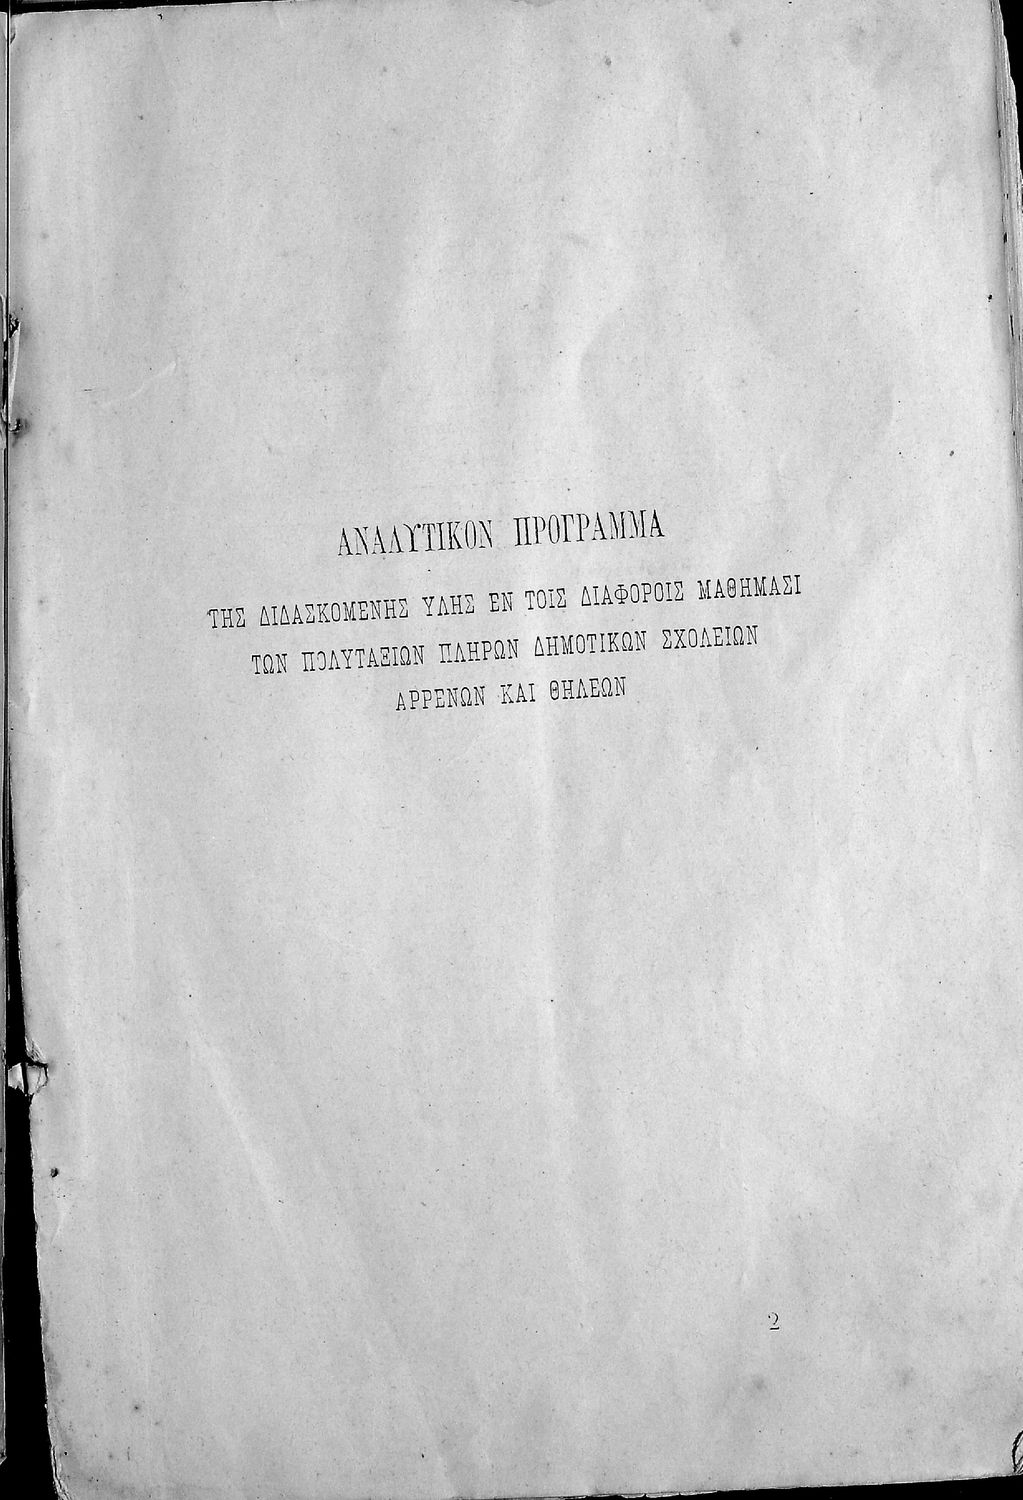 ΑΝΑΛΥΤΙΚΟΝ ΠΡΟΓΡΑΜΜΑ
ΤΗΣ ΔΙΔΑΣΚΟΜΕΝΗΣ ΥΛΗΣ ΕΝ ΤΟΙΣ ΔΙΑΦΟΡΟΙΣ ΜΑΘΗΜΑΣΙ
ΤΩΝ ΠΟΛΥΤΑΞΙΩΝ ΠΛΗΡΩΝ ΔΗΜΟΤΙΚΩΝ ΣΧΟΛΕΙΩΝ
ΑΡΡΕΝΩΝ ΚΑΙ ΘΗΛΕΩΝ
2